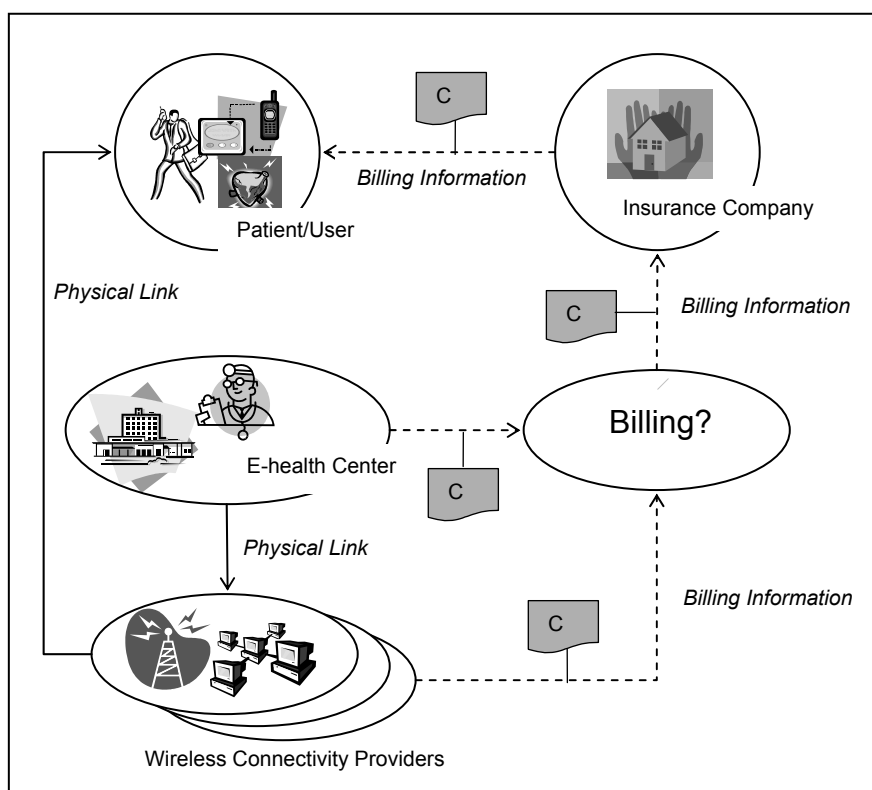 C
Billing Information
Patient/User
Insurance Company
Physical Link
C
Billing Information
Billing?
E-health Center
C
Physical Link
C
Billing Information
Wireless Connectivity Providers